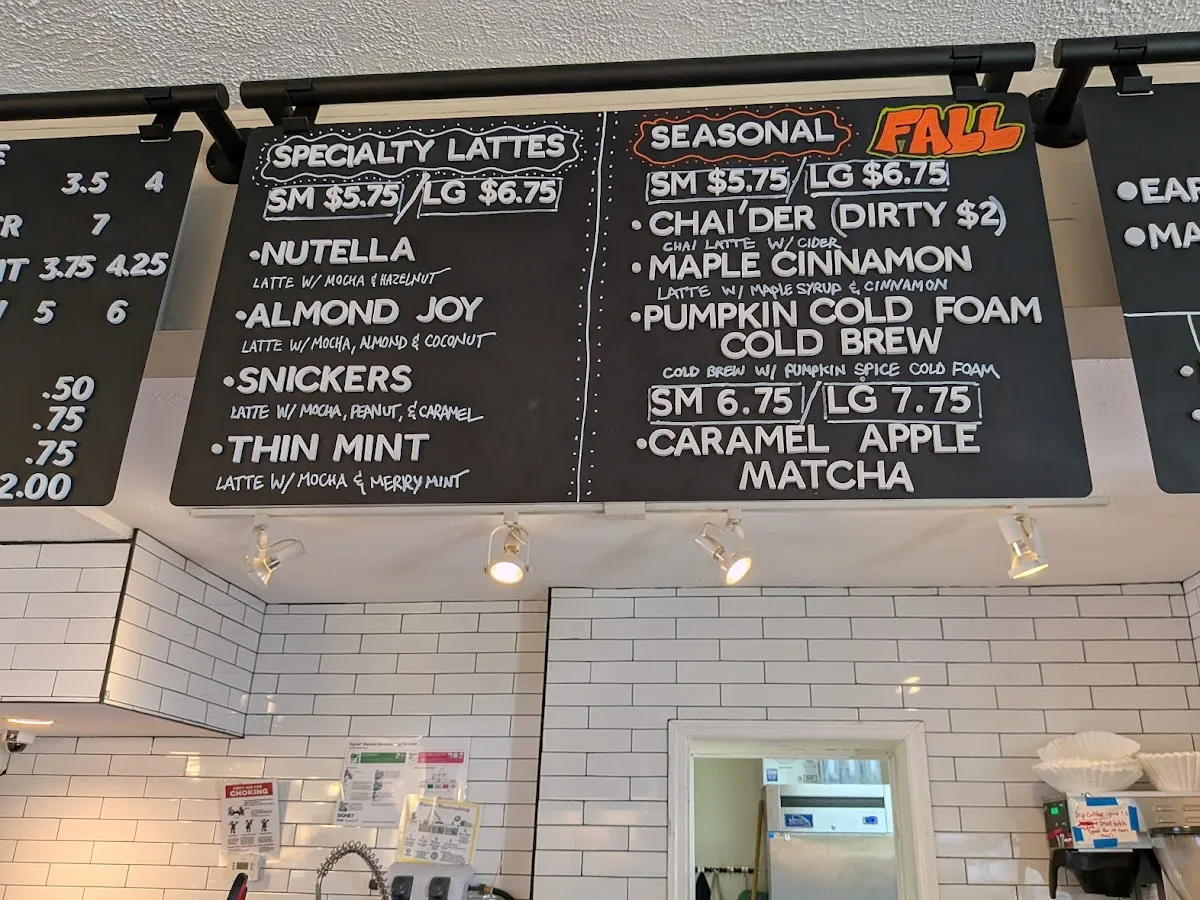 3.5 4
7
3.75 4.25
5 6
.50
.75
.75
2.00
SPECIALTY LATTES
SM $5.75/LG $6.75
•NUTELLA
LATTE W/ MOCHA & HAZELNUT
•ALMOND JOY
LATTE W/MOCHA, ALMOND & COCONUT
•SNICKERS
LATTE W/ MOCHA, PEANUT, & CARAMEL
•THIN MINT
LATTE W/ MOCHA & MERRY MINT
SEASONAL FALL
SM $5.75/LG $6.75
•CHAI'DER (DIRTY $2)
CHAI LATTE W/ CIDER
•MAPLE CINNAMON
LATTE W/ MAPLE SYRUP & CINNAMON
•PUMPKIN COLD FOAM
COLD BREW
COLD BREW W/ PUMPKIN SPICE COLD FOAM
SM 6.75/LG 7.75
•CARAMEL APPLE
MATCHA
•EAR
•MA
CHOKING